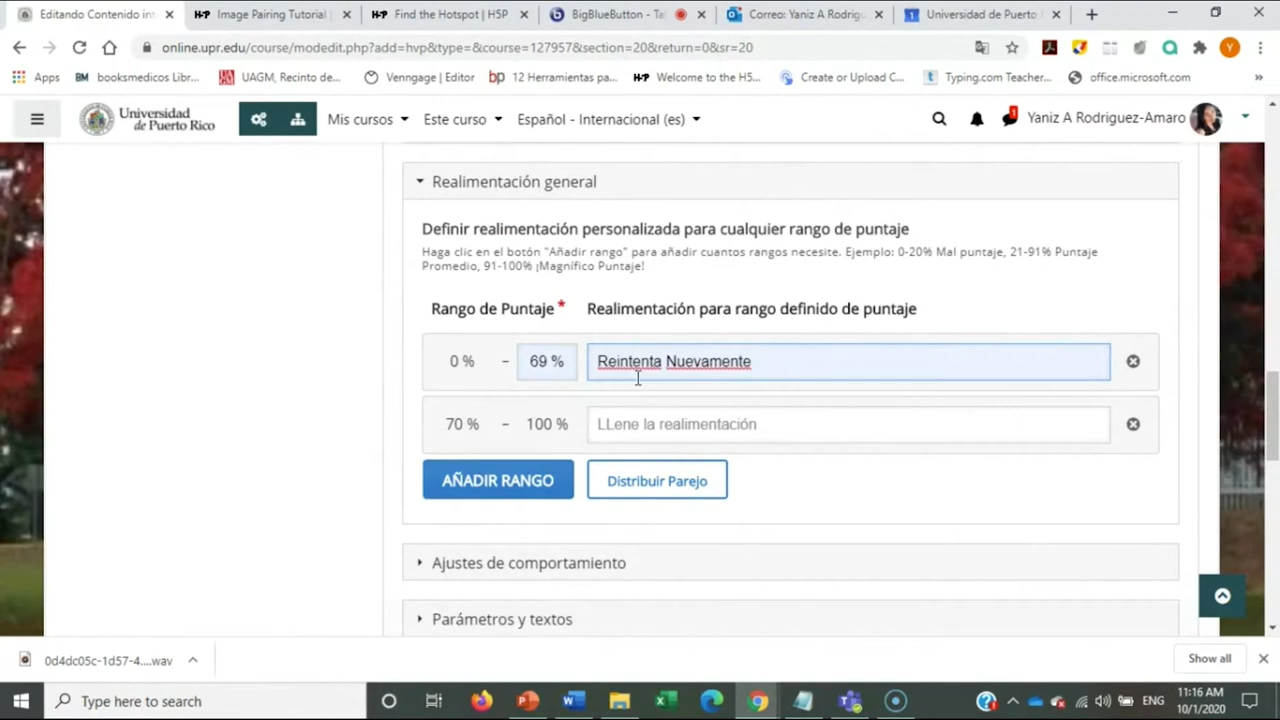 Editando Contenido int
Image Pairing Tutorial
Find the Hotspot | H5P
BigBlueButton - Tal
Correo: Yaniz A Rodrigu
Universidad de Puerto
online.upr.edu/course/modedit.php?add=hvp&type=&course=127957&section=20&return=0&sr=20
Apps
booksmedicos Libr...
UAGM, Recinto de...
Venngage | Editor
12 Herramientas pa...
Welcome to the H5...
Create or Upload C...
Typing.com Teacher...
office.microsoft.com
Universidad
de Puerto Rico
Mis cursos
Este curso
Español - Internacional (es)
1
Yaniz A Rodriguez-Amaro
Realimentación general
Definir realimentación personalizada para cualquier rango de puntaje
Haga clic en el botón "Añadir rango" para añadir cuantos rangos necesite. Ejemplo: 0-20% Mal puntaje, 21-91% Puntaje
Promedio, 91-100% ¡Magnífico Puntaje!
Rango de Puntaje *
Realimentación para rango definido de puntaje
0 % – 69 % Reintenta Nuevamente
70 % – 100 % LLene la realimentación
AÑADIR RANGO
Distribuir Parejo
Ajustes de comportamiento
Parámetros y textos
0d4dc05c-1d57-4....wav
Show all
Type here to search
ENG
11:16 AM
10/1/2020